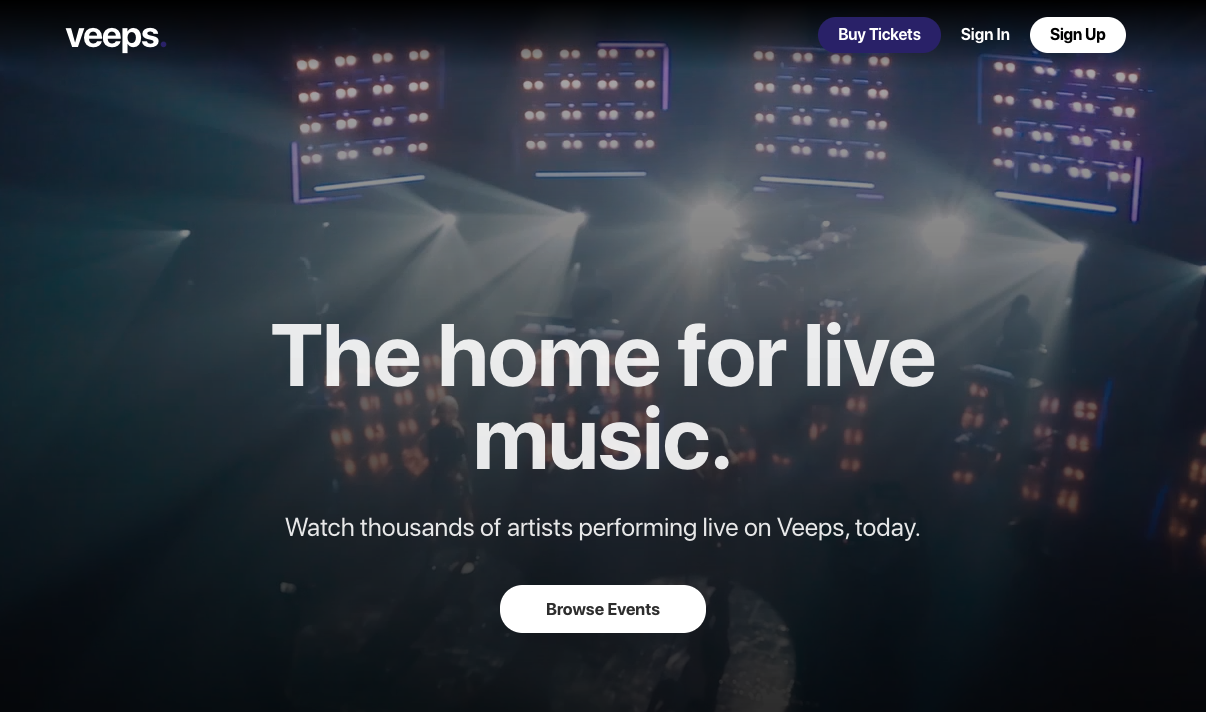 veeps.
Buy Tickets
Sign In
Sign Up
The home for live
music.
Watch thousands of artists performing live on Veeps, today.
Browse Events